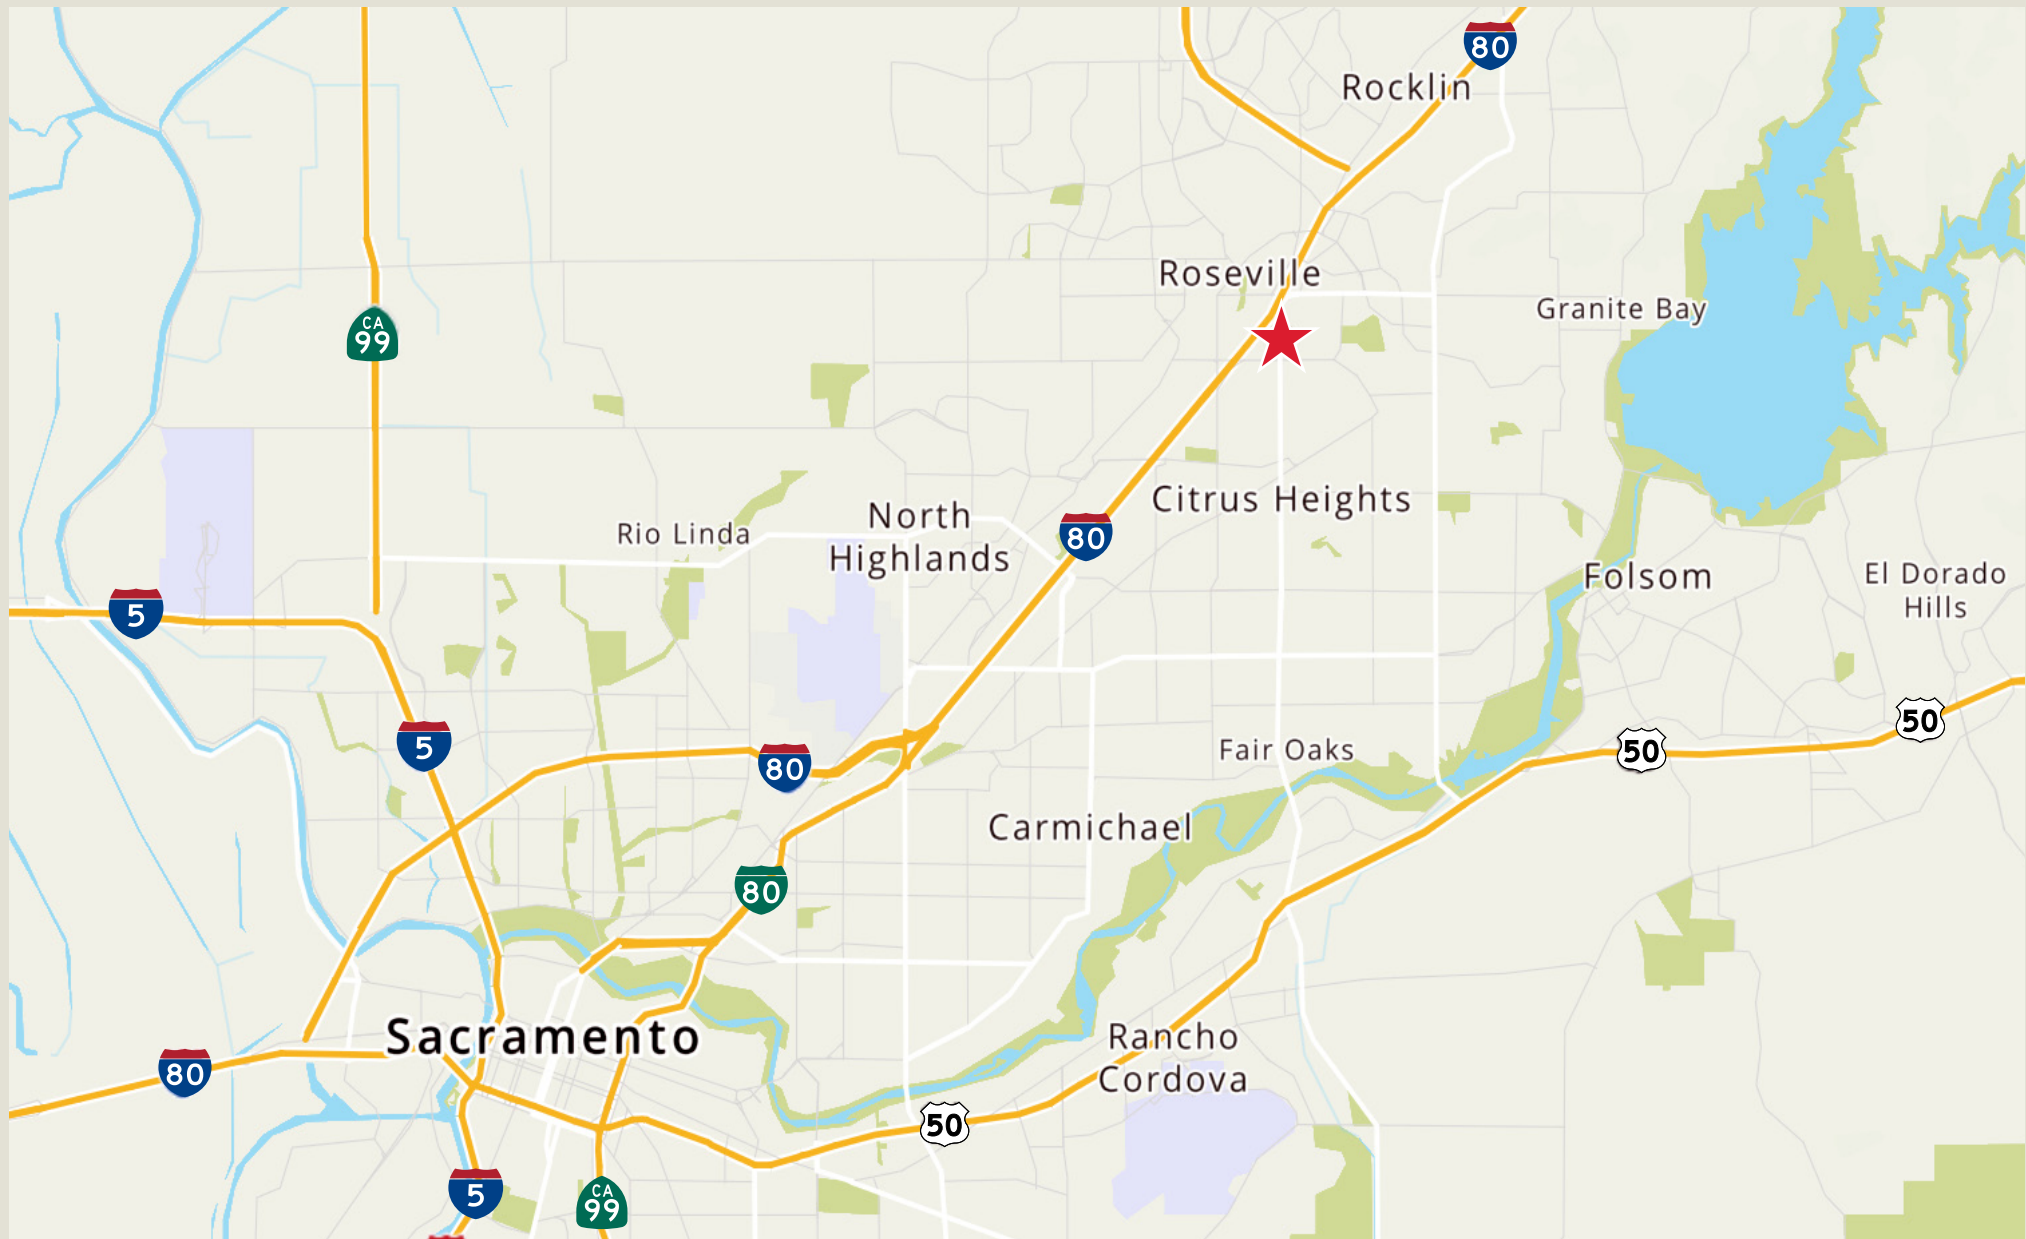 80
Rocklin
Roseville
Granite Bay
CA
99
Citrus Heights
North
Highlands
Rio Linda
80
Folsom
El Dorado
Hills
5
50
5
50
Fair Oaks
80
Carmichael
80
Sacramento
Rancho
Cordova
80
50
5
CA
99